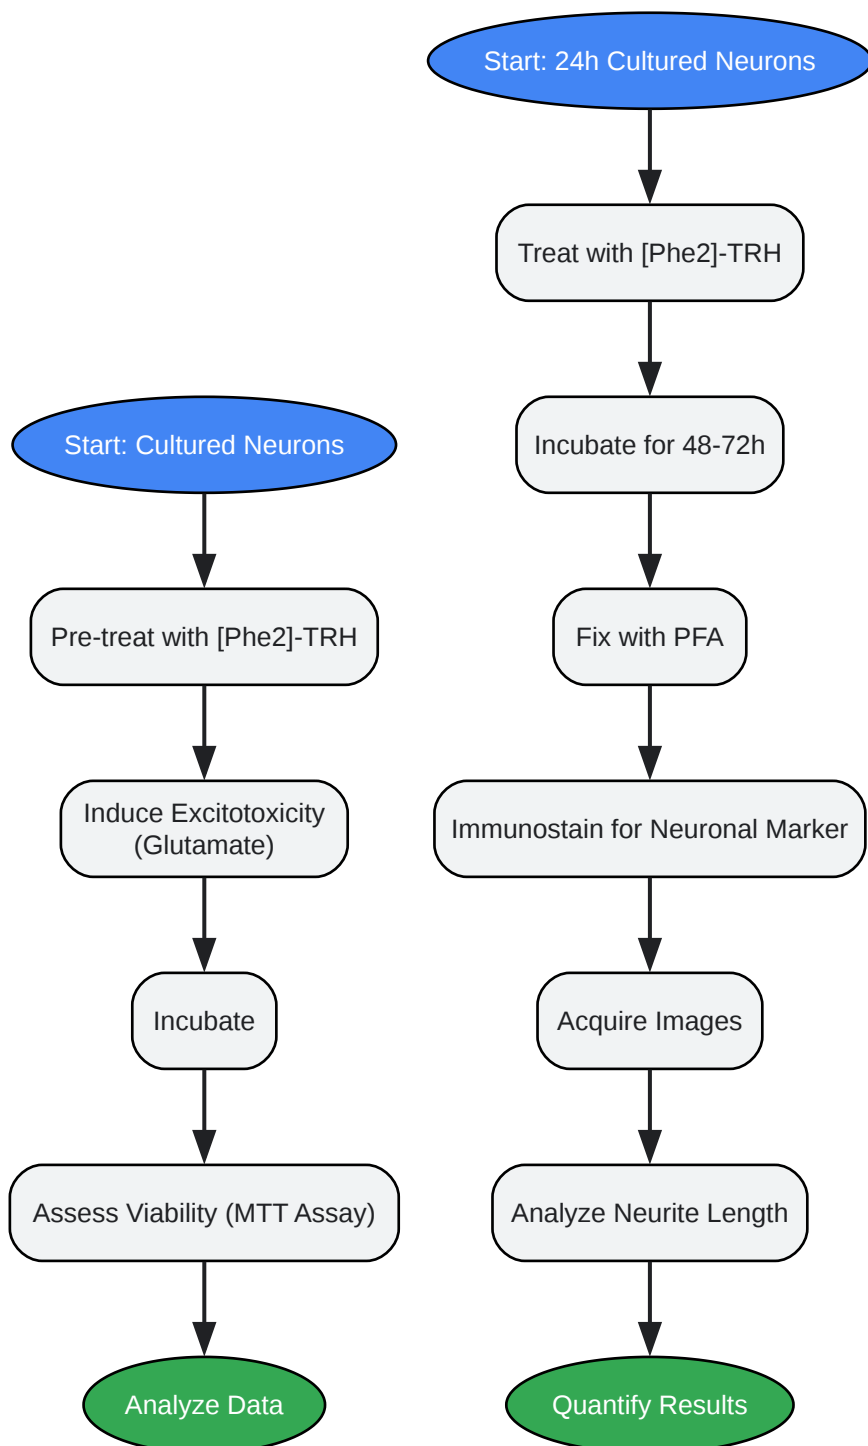 Start: Cultured Neurons
Pre-treat with [Phe2]-TRH
Induce Excitotoxicity
(Glutamate)
Incubate
Assess Viability (MTT Assay)
Analyze Data
Start: 24h Cultured Neurons
Treat with [Phe2]-TRH
Incubate for 48-72h
Fix with PFA
Immunostain for Neuronal Marker
Acquire Images
Analyze Neurite Length
Quantify Results